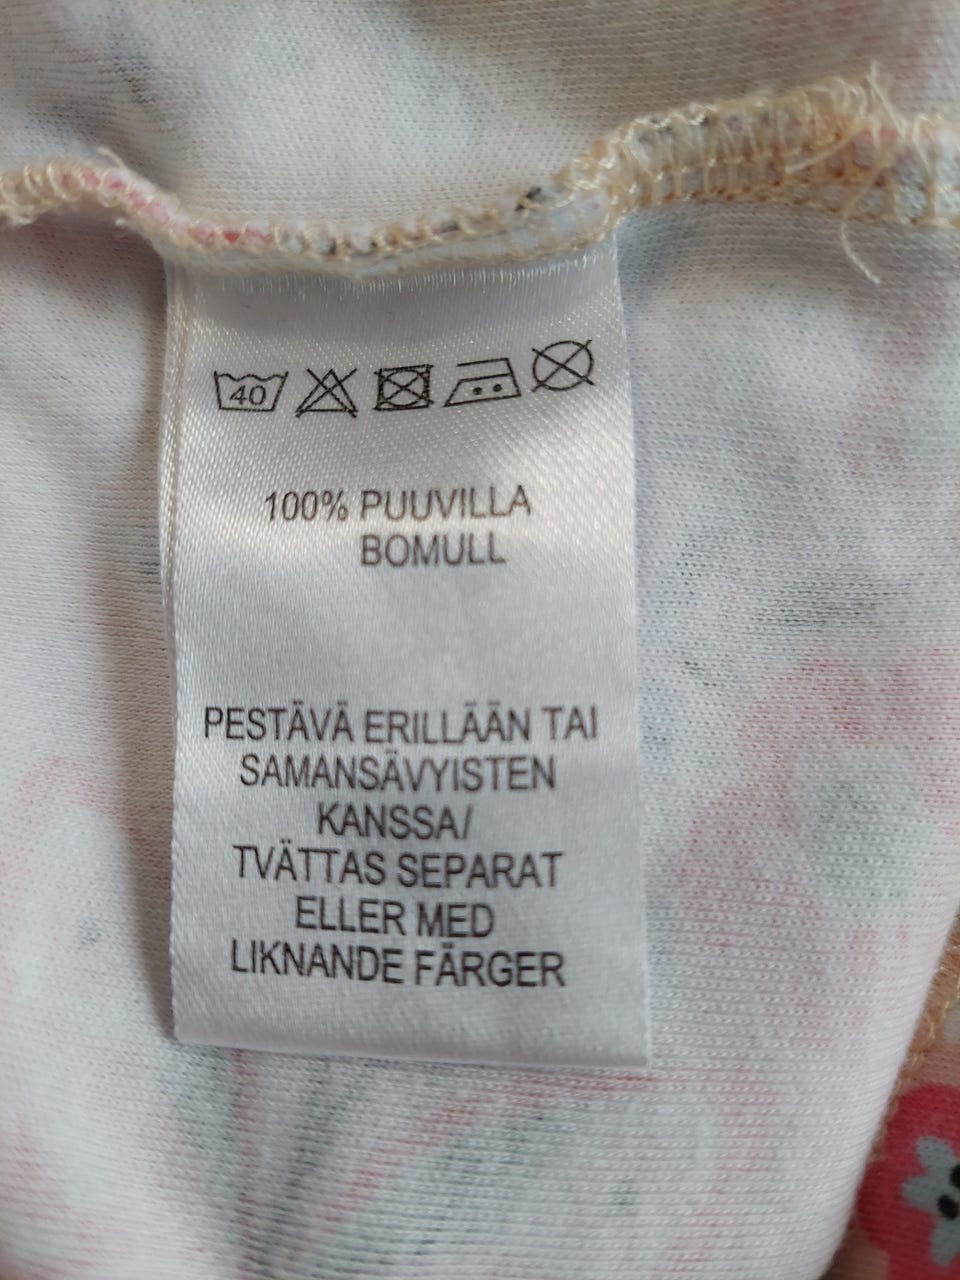 40
100% PUUVILLA
BOMULL
PESTÄVÄ ERILLÄÄN TAI
SAMANSÄVYISTEN
KANSSA/
TVÄTTAS SEPARAT
ELLER MED
LIKNANDE FÄRGER